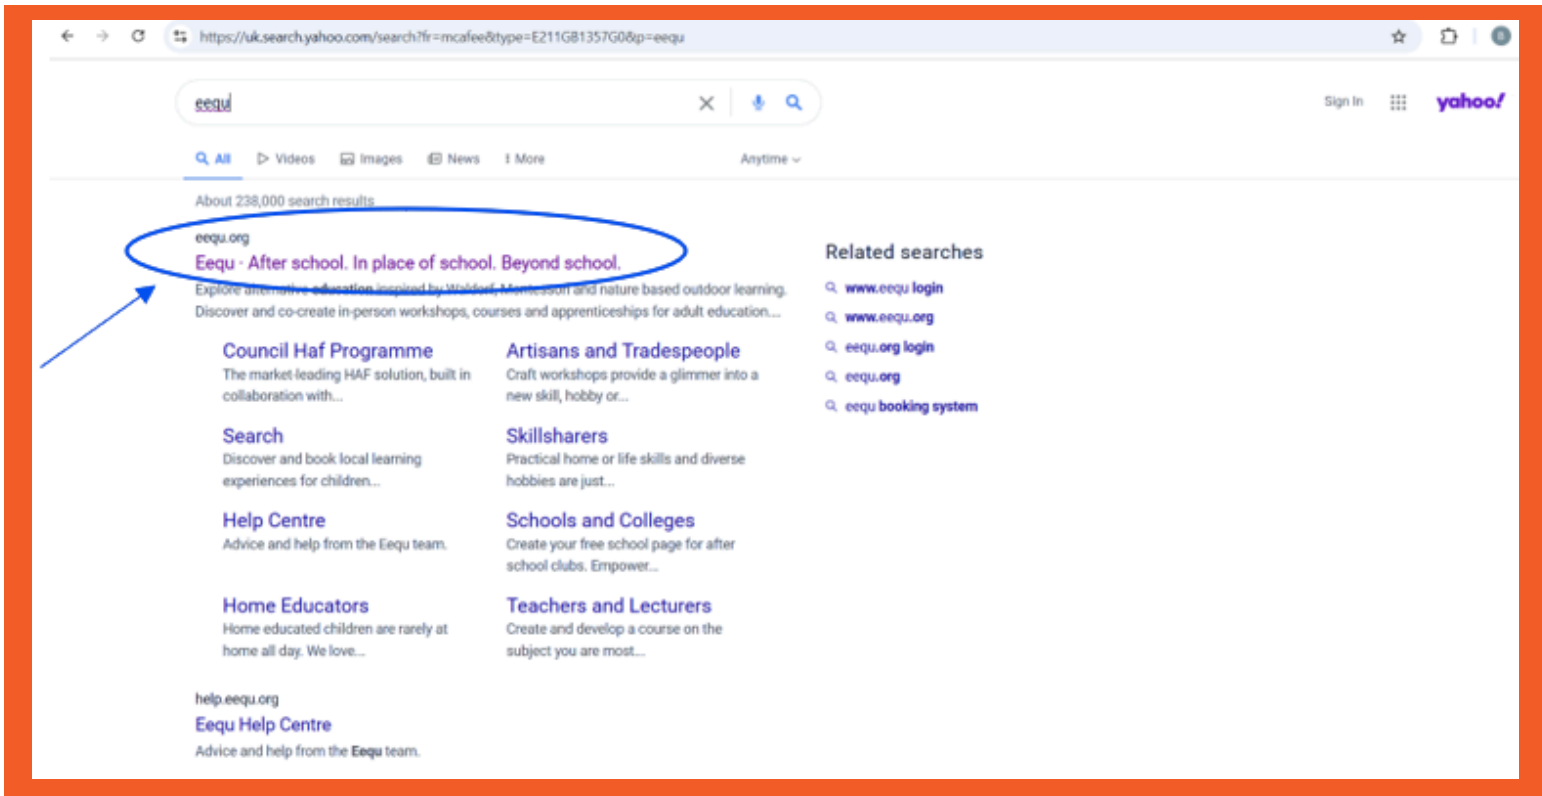 https://uk.search.yahoo.com/search?fr=mcafee&type=E211GB1357G0&p=eequ
B
eequ
Sign In
yahoo!
All Videos Images News More Anytime
About 238,000 search results
eequ.org
Eequ - After school. In place of school. Beyond school.
Explore alternative education inspired by Waldorf, Montessori and nature based outdoor learning.
Discover and co-create in-person workshops, courses and apprenticeships for adult education....
Council Haf Programme
The market-leading HAF solution, built in
collaboration with...
Artisans and Tradespeople
Craft workshops provide a glimmer into a
new skill, hobby or...
Search
Discover and book local learning
experiences for children...
Skillsharers
Practical home or life skills and diverse
hobbies are just...
Help Centre
Advice and help from the Eequ team.
Schools and Colleges
Create your free school page for after
school clubs. Empower...
Home Educators
Home educated children are rarely at
home all day. We love...
Teachers and Lecturers
Create and develop a course on the
subject you are most...
help.eequ.org
Eequ Help Centre
Advice and help from the Eequ team.
Related searches
www.eequ login
www.eequ.org
eequ.org login
eequ.org
eequ booking system